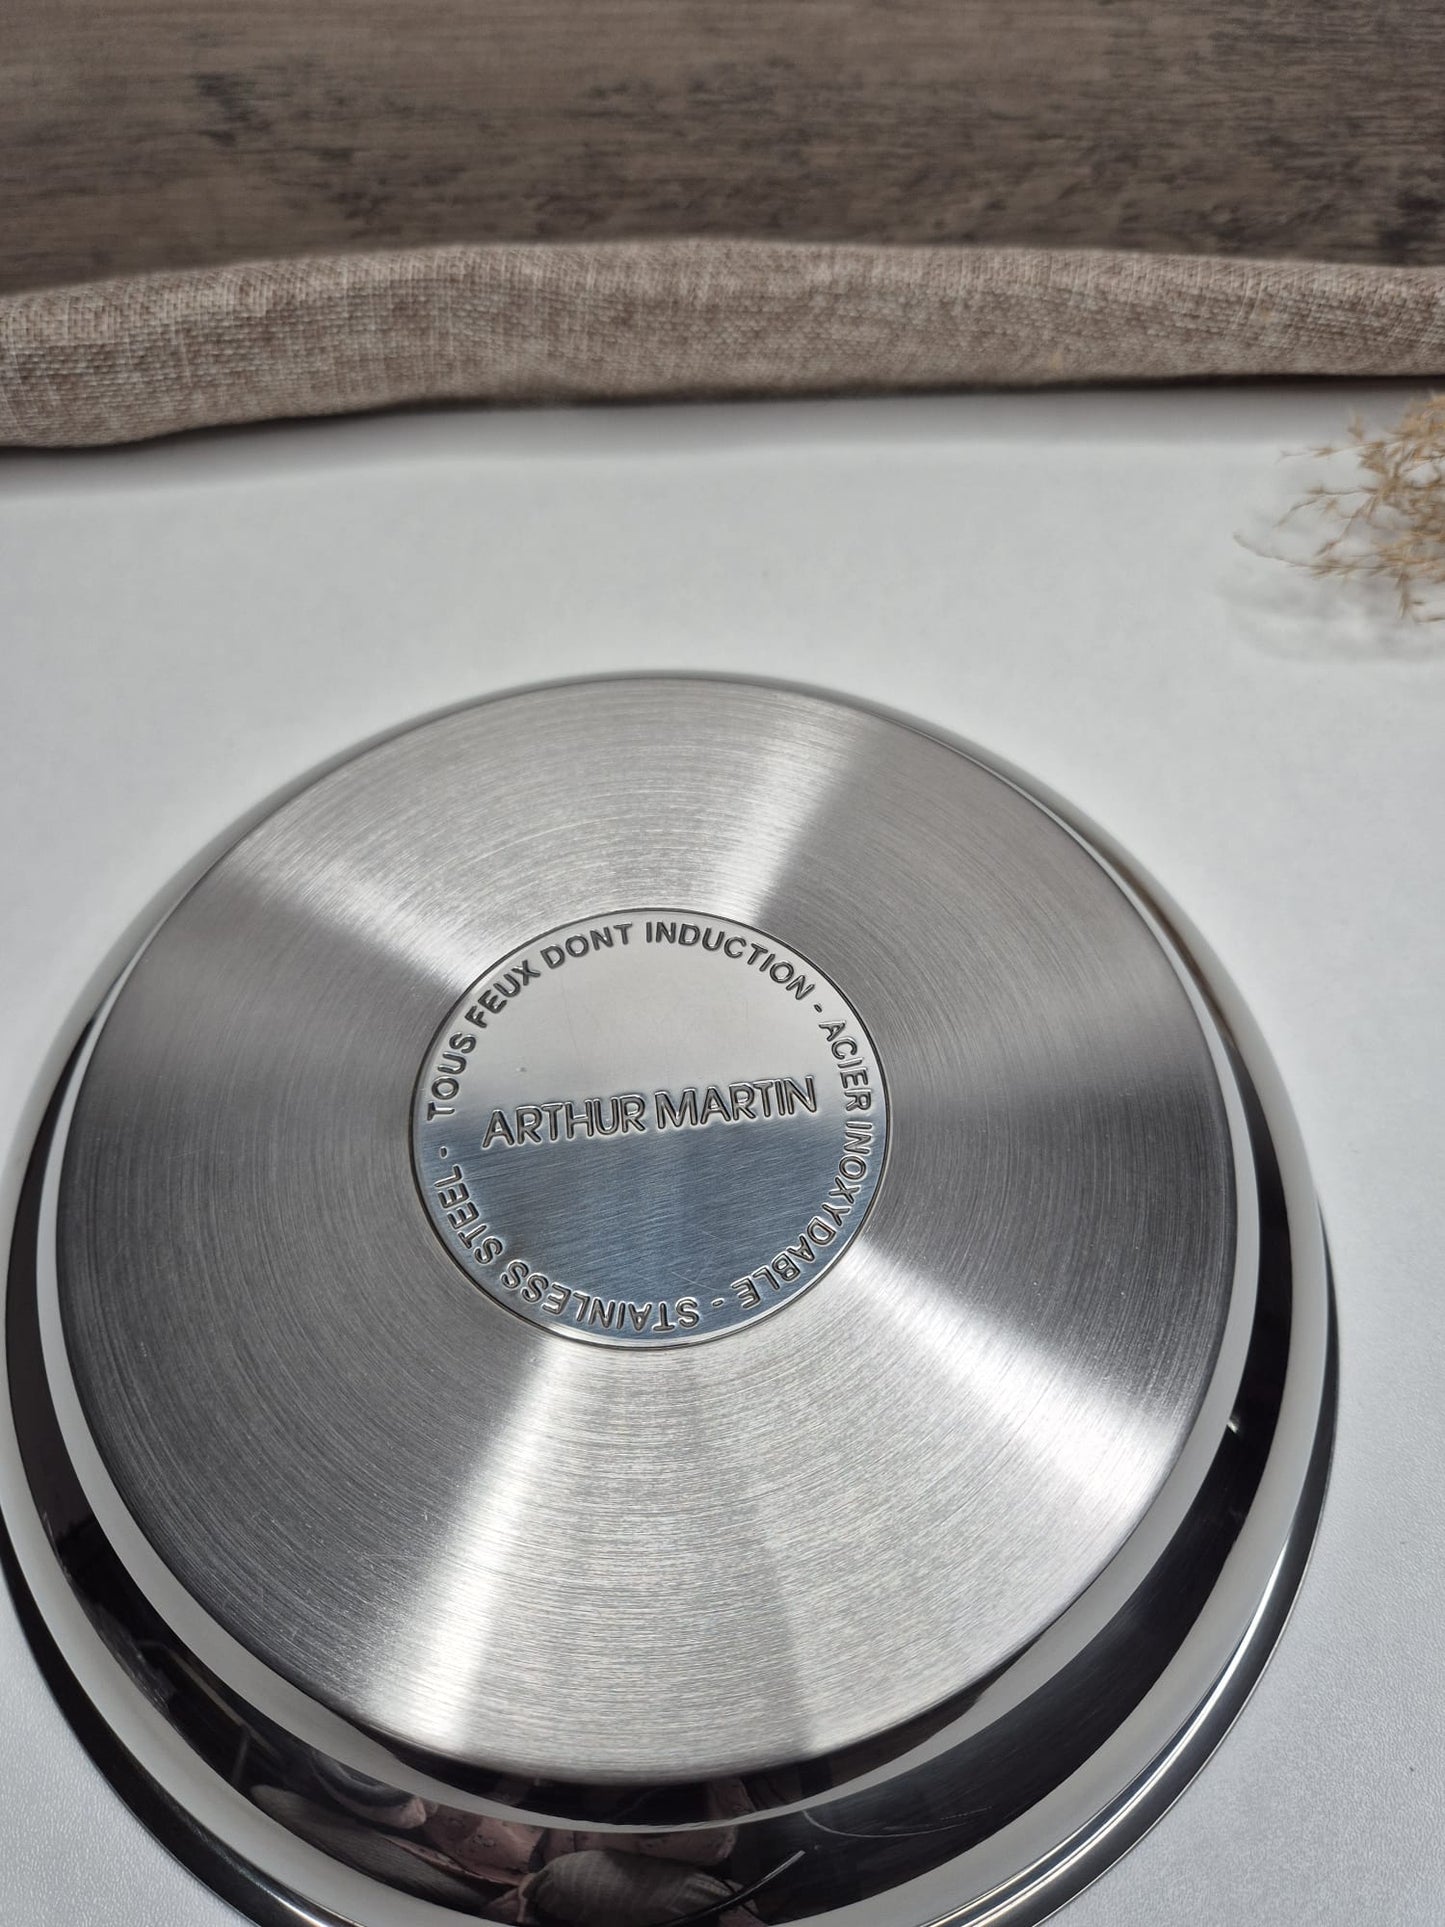 TOUS FEUX DONT INDUCTION - ACIER INOXYDABLE - STAINLESS STEEL -
ARTHUR MARTIN